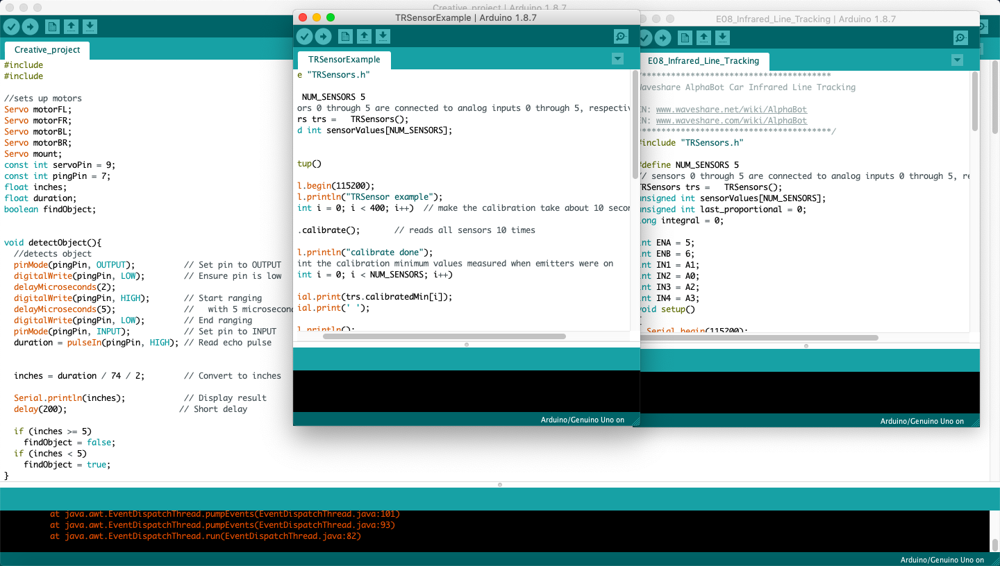 Creative_project | Arduino 1.8.7
Creative_project
#include
#include
//sets up motors
Servo motorFL;
Servo motorFR;
Servo motorBL;
Servo motorBR;
Servo mount;
const int servoPin = 9;
const int pingPin = 7;
float inches;
float duration;
boolean findObject;
void detectObject(){
//detects object
pinMode(pingPin, OUTPUT); // Set pin to OUTPUT
digitalWrite(pingPin, LOW); // Ensure pin is low
delayMicroseconds(2);
digitalWrite(pingPin, HIGH); // Start ranging
delayMicroseconds(5); // with 5 microsecon
digitalWrite(pingPin, LOW); // End ranging
pinMode(pingPin, INPUT); // Set pin to INPUT
duration = pulseIn(pingPin, HIGH); // Read echo pulse
inches = duration / 74 / 2; // Convert to inches
Serial.println(inches); // Display result
delay(200); // Short delay
if (inches >= 5)
findObject = false;
if (inches < 5)
findObject = true;
}
at java.awt.EventDispatchThread.pumpEvents(EventDispatchThread.java:101)
at java.awt.EventDispatchThread.pumpEvents(EventDispatchThread.java:93)
at java.awt.EventDispatchThread.run(EventDispatchThread.java:82)
Arduino/Genuino Uno on
TRSensorExample | Arduino 1.8.7
TRSensorExample
e "TRSensors.h"
NUM_SENSORS 5
ors 0 through 5 are connected to analog inputs 0 through 5, respectiv
rs trs = TRSensors();
d int sensorValues[NUM_SENSORS];
tup()
l.begin(115200);
l.println("TRSensor example");
int i = 0; i < 400; i++) // make the calibration take about 10 secon
.calibrate(); // reads all sensors 10 times
l.println("calibrate done");
int the calibration minimum values measured when emitters were on
int i = 0; i < NUM_SENSORS; i++)
ial.print(trs.calibratedMin[i]);
ial.print(' ');
l.println();
Arduino/Genuino Uno on
E08_Infrared_Line_Tracking | Arduino 1.8.7
E08_Infrared_Line_Tracking
/***************************************
Waveshare AlphaBot Car Infrared Line Tracking
N: www.waveshare.net/wiki/AlphaBot
EN: www.waveshare.com/wiki/AlphaBot
****************************************/
#include "TRSensors.h"
#define NUM_SENSORS 5
// sensors 0 through 5 are connected to analog inputs 0 through 5, re
TRSensors trs = TRSensors();
unsigned int sensorValues[NUM_SENSORS];
unsigned int last_proportional = 0;
long integral = 0;
int ENA = 5;
int ENB = 6;
int IN1 = A1;
int IN2 = A0;
int IN3 = A2;
int IN4 = A3;
void setup()
{
Serial.begin(115200);
Arduino/Genuino Uno on